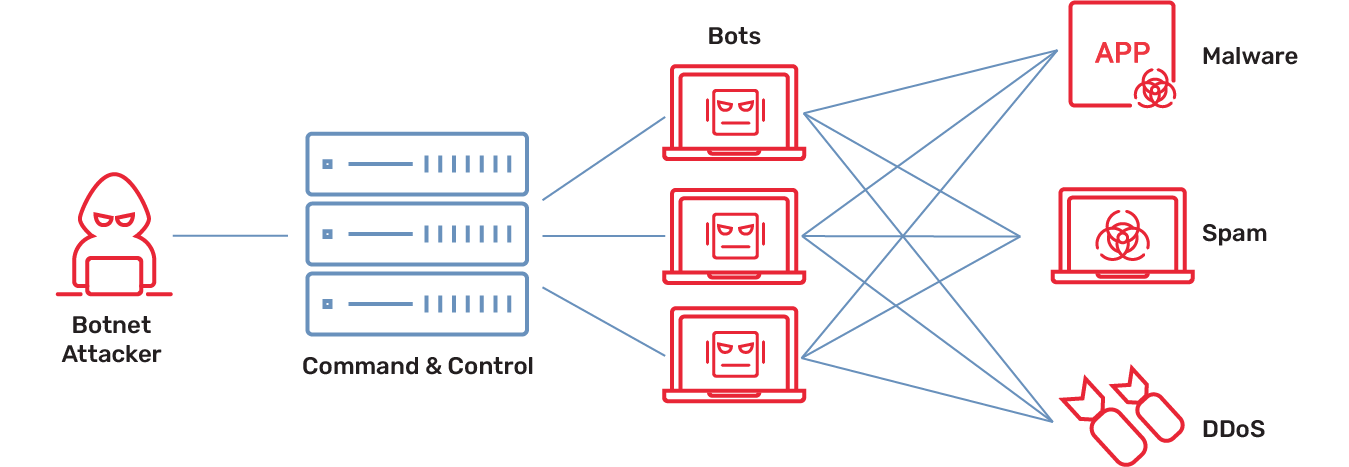 Bots
APP
Malware
Spam
Botnet
Attacker
Command & Control
DDoS